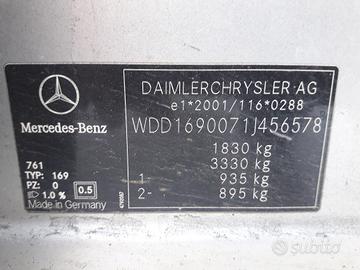 Mercedes-Benz
761
TYP: 169
PZ: 0
1.0 %
0.5
Made in Germany
DAIMLERCHRYSLER AG
e1*2001/116*0288
WDD1690071J456578
1830 kg
3330 kg
1- 935 kg
2- 895 kg
subito